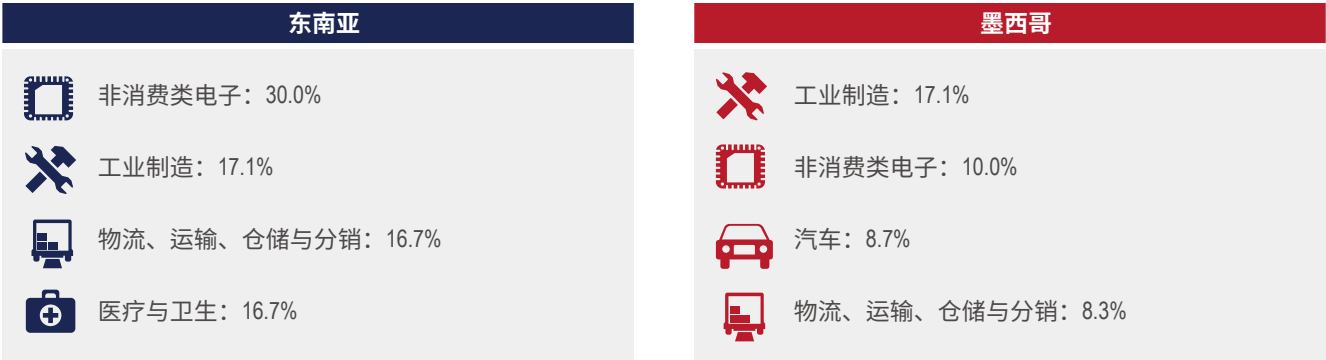 东南亚
非消费类电子：30.0%
工业制造：17.1%
物流、运输、仓储与分销：16.7%
医疗与卫生：16.7%
墨西哥
工业制造：17.1%
非消费类电子：10.0%
汽车：8.7%
物流、运输、仓储与分销：8.3%